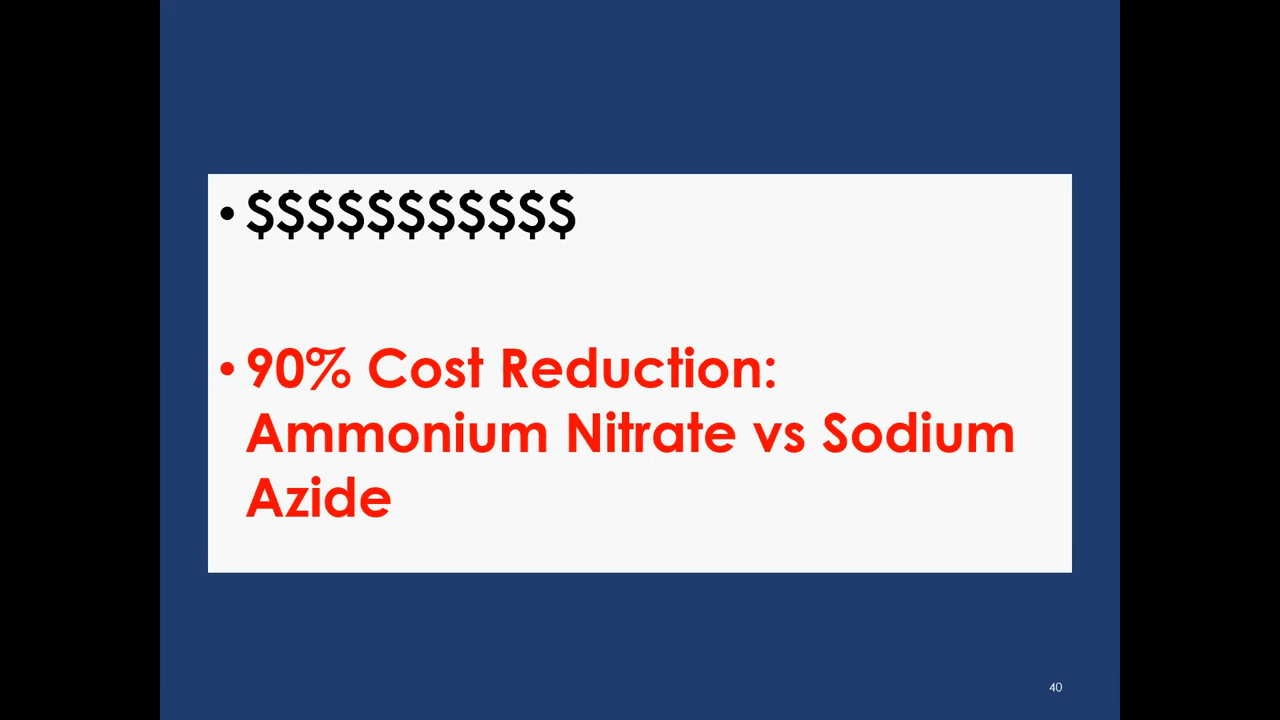 • $$$$$$$$$$$
• 90% Cost Reduction:
Ammonium Nitrate vs Sodium
Azide
40